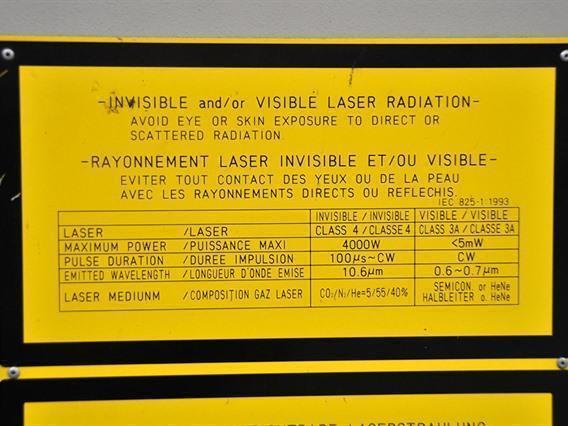 -INVISIBLE and/or VISIBLE LASER RADIATION-
AVOID EYE OR SKIN EXPOSURE TO DIRECT OR
SCATTERED RADIATION.
-RAYONNEMENT LASER INVISIBLE ET/OU VISIBLE-
EVITER TOUT CONTACT DES YEUX OU DE LA PEAU
AVEC LES RAYONNEMENTS DIRECTS OU REFLECHIS.
IEC 825-1:1993
INVISIBLE / INVISIBLE VISIBLE / VISIBLE
LASER /LASER CLASS 4 / CLASSE 4 CLASS 3A / CLASSE 3A
MAXIMUM POWER /PUISSANCE MAXI 4000W <5mW
PULSE DURATION /DUREE IMPULSION 100μs~CW CW
EMITTED WAVELENGTH /LONGUEUR D'ONDE EMISE 10.6μm 0.6~0.7μm
LASER MEDIUNM /COMPOSITION GAZ LASER CO₂/N₂/He=5/55/40% SEMICON. or HeNe
HALBLEITER o. HeNe
LASERSTRAHLUNG